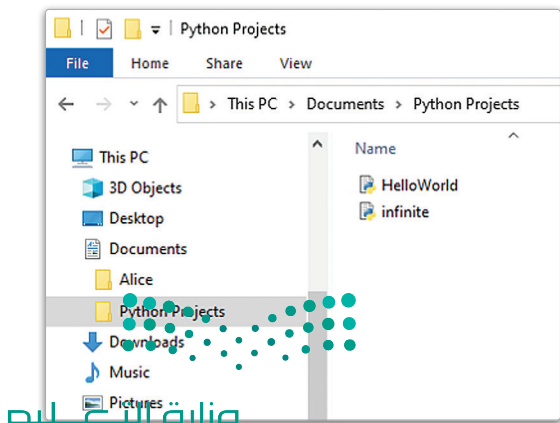 Python Projects
File Home Share View
This PC > Documents > Python Projects
This PC
3D Objects
Desktop
Documents
Alice
Python Projects
Downloads
Music
Pictures
Name
HelloWorld
infinite